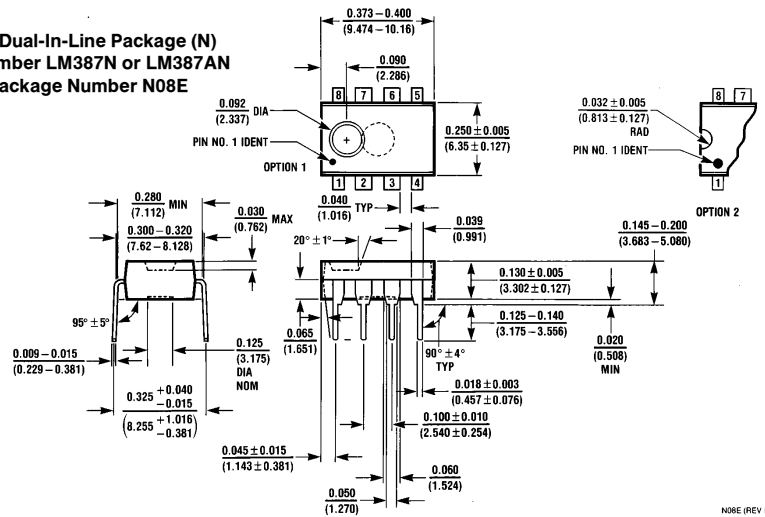 Dual-In-Line Package (N)
mber LM387N or LM387AN
ackage Number N08E
0.373 – 0.400
(9.474 – 10.16)
0.090
(2.286)
8 7 6 5
0.092
(2.337) DIA
PIN NO. 1 IDENT
OPTION 1
0.250 ± 0.005
(6.35 ± 0.127)
1 2 3 4
0.032 ± 0.005
(0.813 ± 0.127)
RAD
PIN NO. 1 IDENT
8 7
1
OPTION 2
0.280
(7.112) MIN
0.300 – 0.320
(7.62 – 8.128)
0.030
(0.762) MAX
0.040
(1.016) TYP
20° ± 1°
0.039
(0.991)
0.145 – 0.200
(3.683 – 5.080)
0.130 ± 0.005
(3.302 ± 0.127)
0.125 – 0.140
(3.175 – 3.556)
0.020
(0.508)
MIN
95° ± 5°
0.009 – 0.015
(0.229 – 0.381)
0.125
(3.175)
DIA
NOM
0.065
(1.651)
90° ± 4°
TYP
0.018 ± 0.003
(0.457 ± 0.076)
0.325 +0.040
–0.015
(8.255 +1.016
–0.381)
0.100 ± 0.010
(2.540 ± 0.254)
0.045 ± 0.015
(1.143 ± 0.381)
0.060
(1.524)
0.050
(1.270)
N08E (REV